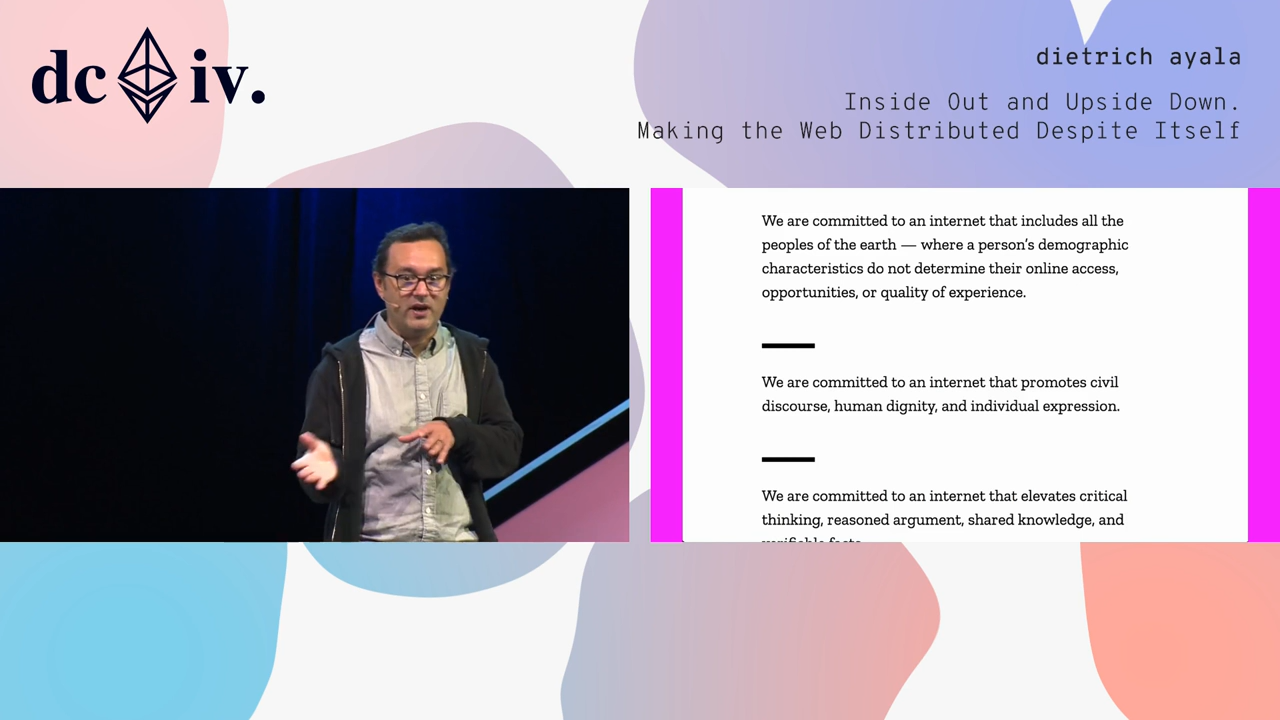 dc iv.
dietrich ayala
Inside Out and Upside Down.
Making the Web Distributed Despite Itself
We are committed to an internet that includes all the
peoples of the earth — where a person's demographic
characteristics do not determine their online access,
opportunities, or quality of experience.
We are committed to an internet that promotes civil
discourse, human dignity, and individual expression.
We are committed to an internet that elevates critical
thinking, reasoned argument, shared knowledge, and
verifiable facts.